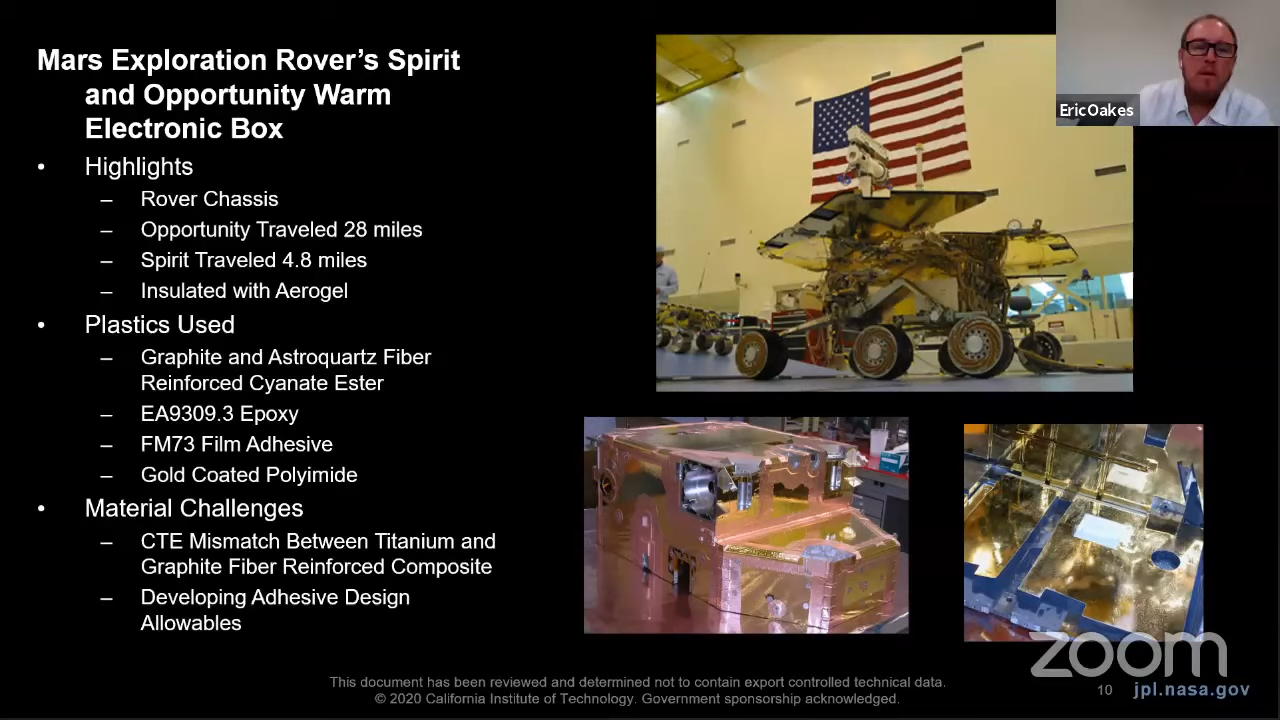 Mars Exploration Rover's Spirit
and Opportunity Warm
Electronic Box
• Highlights
– Rover Chassis
– Opportunity Traveled 28 miles
– Spirit Traveled 4.8 miles
– Insulated with Aerogel
• Plastics Used
– Graphite and Astroquartz Fiber
Reinforced Cyanate Ester
– EA9309.3 Epoxy
– FM73 Film Adhesive
– Gold Coated Polyimide
• Material Challenges
– CTE Mismatch Between Titanium and
Graphite Fiber Reinforced Composite
– Developing Adhesive Design
Allowables
EricOakes
This document has been reviewed and determined not to contain export controlled technical data.
© 2020 California Institute of Technology. Government sponsorship acknowledged.
zoom
10 jpl.nasa.gov